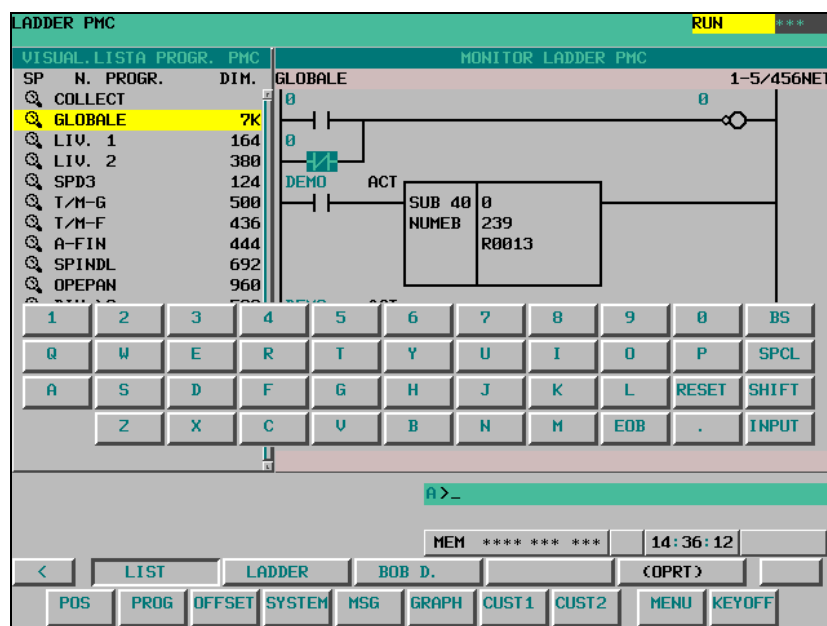 LADDER PMC RUN ***
VISUAL.LISTA PROGR. PMC MONITOR LADDER PMC
SP N. PROGR. DIM. GLOBALE 1-5/456NET
COLLECT 0 0
GLOBALE 7K
LIV. 1 164 0
LIV. 2 380
SPD3 124 DEMO ACT
T/M-G 500 SUB 40 0
T/M-F 436 NUMEB 239
A-FIN 444 R0013
SPINDL 692
OPEPAN 960
1 2 3 4 5 6 7 8 9 0 BS
Q W E R T Y U I O P SPCL
A S D F G H J K L RESET SHIFT
Z X C V B N M EOB . INPUT
A>_
MEM **** *** *** 14:36:12
< LIST LADDER BOB D. (OPRT)
POS PROG OFFSET SYSTEM MSG GRAPH CUST1 CUST2 MENU KEYOFF